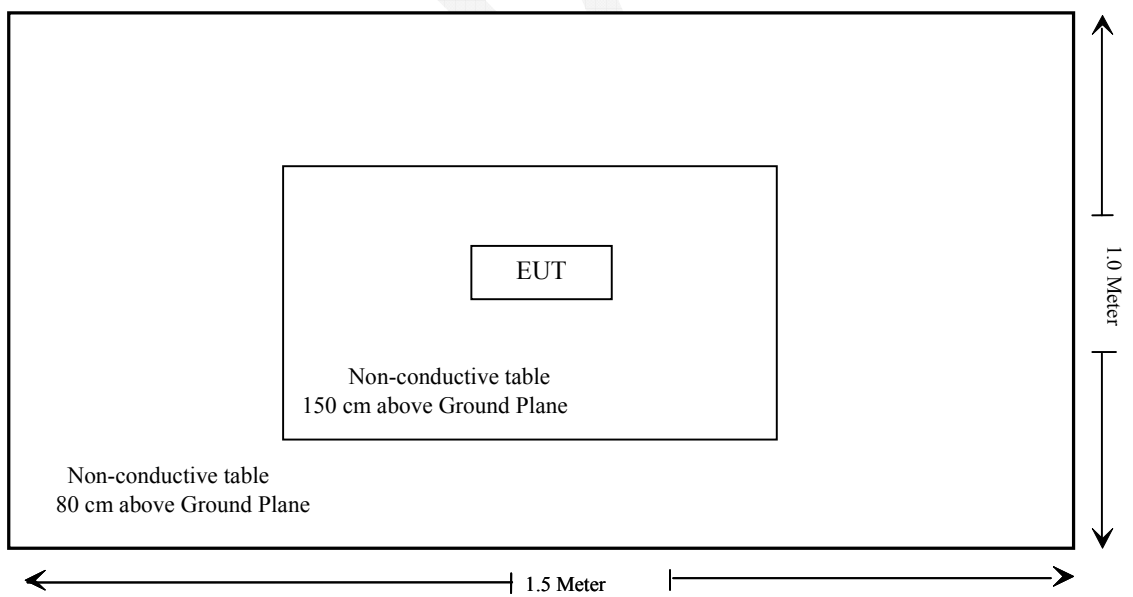 EUT
Non-conductive table
150 cm above Ground Plane
Non-conductive table
80 cm above Ground Plane
1.0 Meter
1.5 Meter